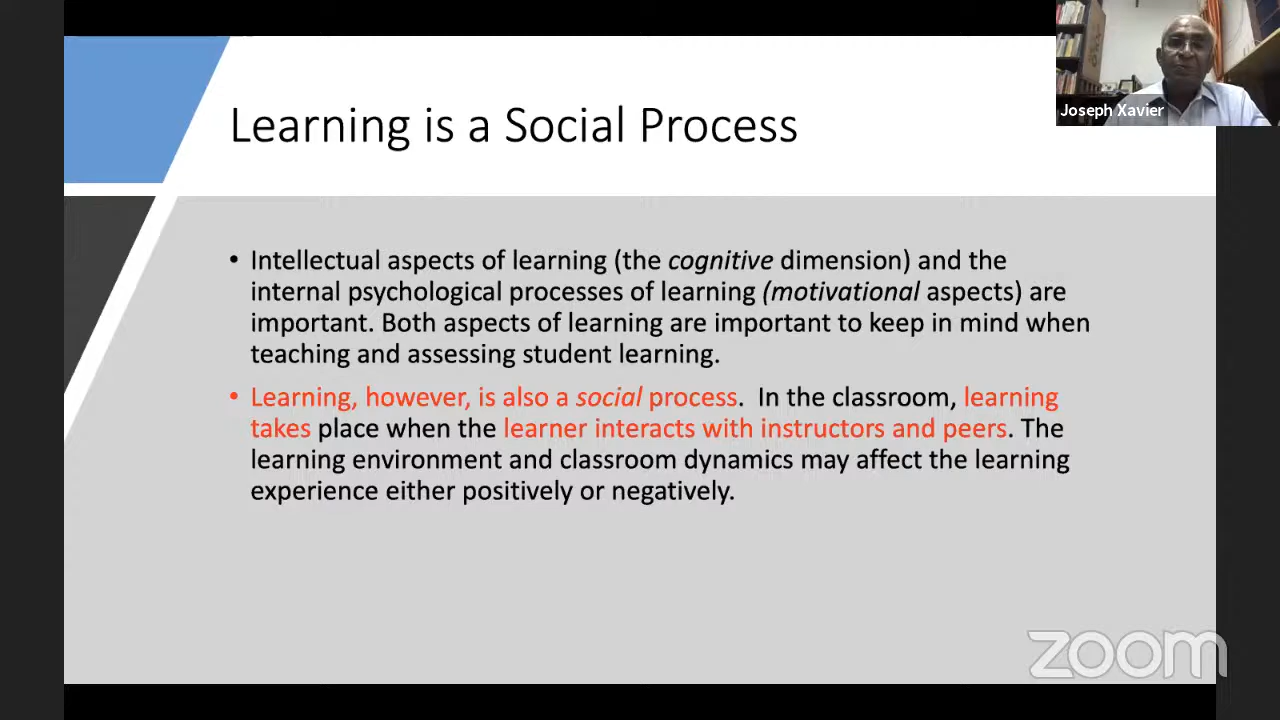 Learning is a Social Process
Joseph Xavier
• Intellectual aspects of learning (the cognitive dimension) and the
internal psychological processes of learning (motivational aspects) are
important. Both aspects of learning are important to keep in mind when
teaching and assessing student learning.
• Learning, however, is also a social process. In the classroom, learning
takes place when the learner interacts with instructors and peers. The
learning environment and classroom dynamics may affect the learning
experience either positively or negatively.
zoom